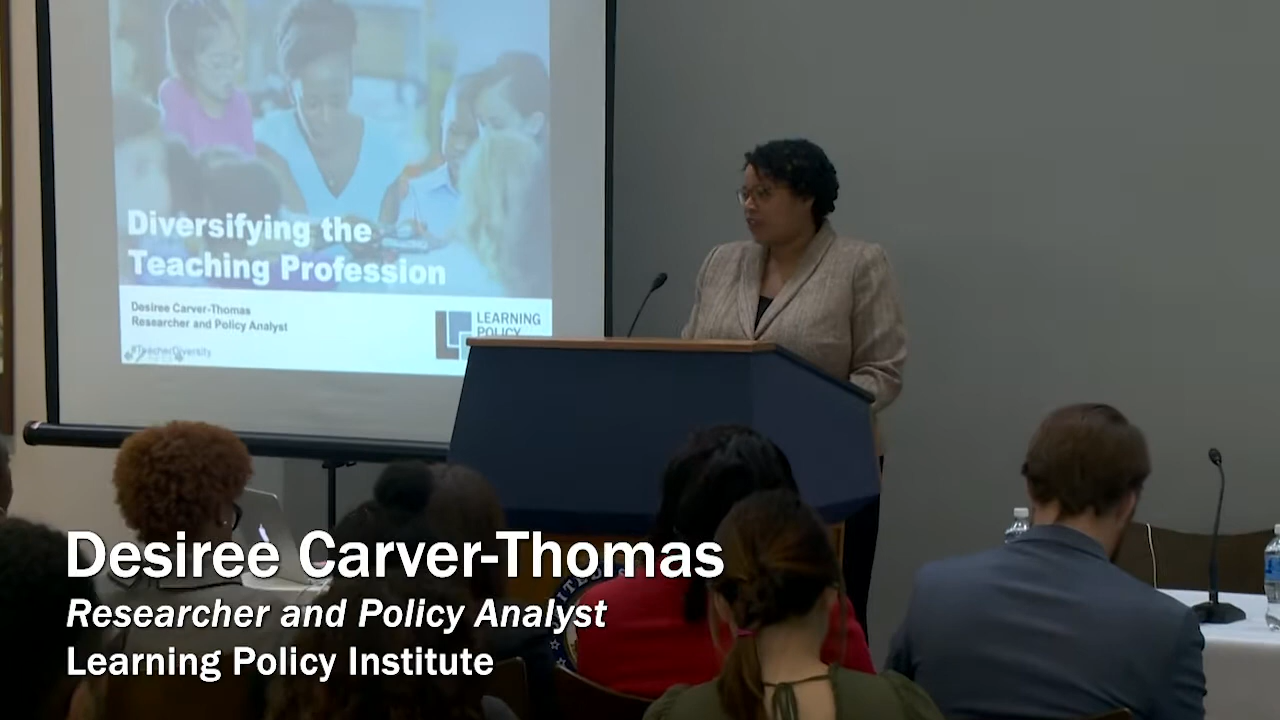 Diversifying the
Teaching Profession
Desiree Carver-Thomas
Researcher and Policy Analyst
#TeacherDiversity
LEARNING
POLICY
Desiree Carver-Thomas
Researcher and Policy Analyst
Learning Policy Institute